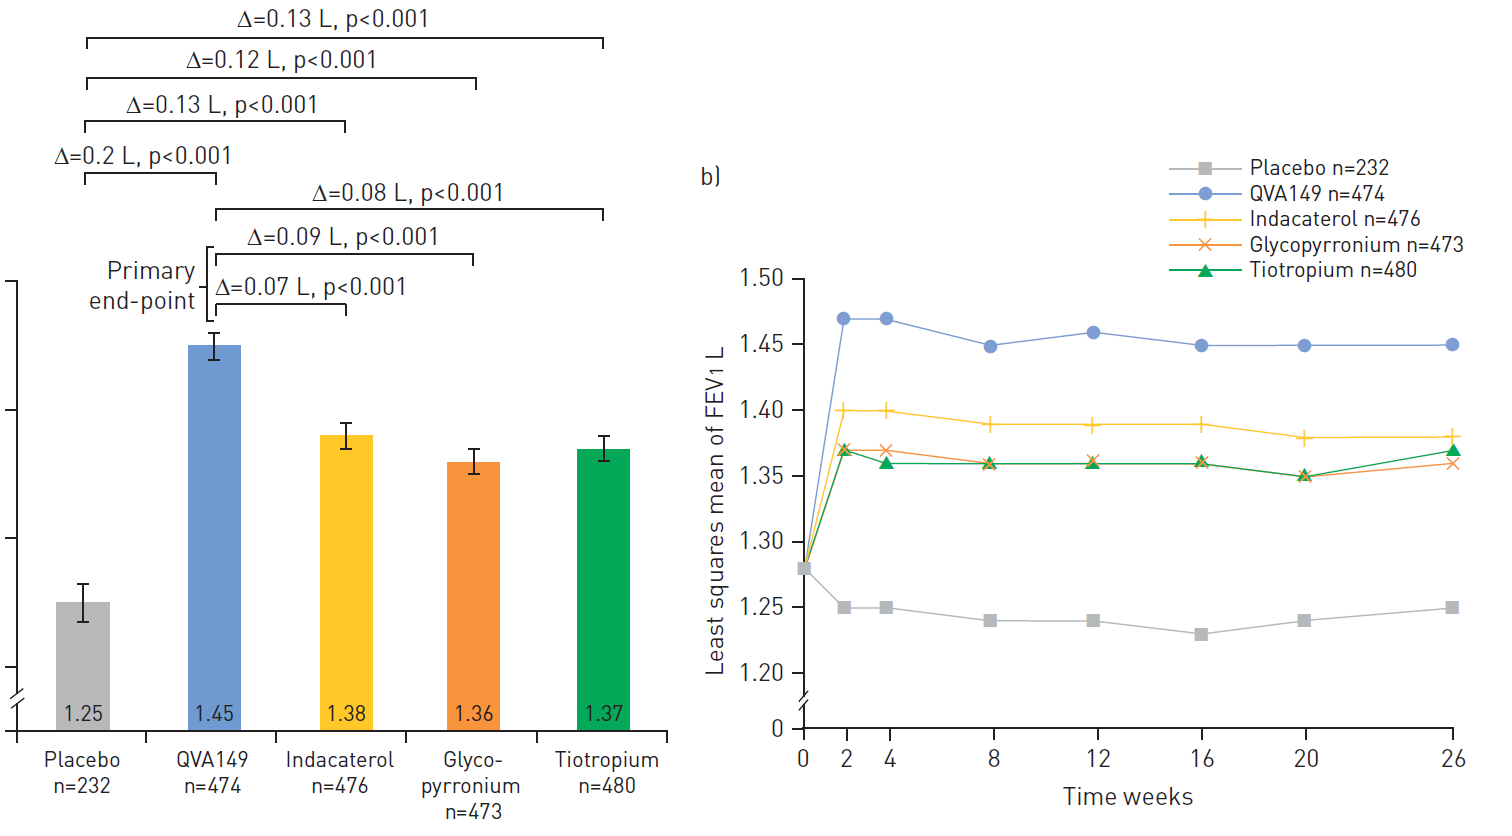 Δ=0.13 L, p<0.001
Δ=0.12 L, p<0.001
Δ=0.13 L, p<0.001
Δ=0.2 L, p<0.001
Δ=0.08 L, p<0.001
Δ=0.09 L, p<0.001
Primary
end-point
Δ=0.07 L, p<0.001
1.25
1.45
1.38
1.36
1.37
Placebo
n=232
QVA149
n=474
Indacaterol
n=476
Glyco-
pyrronium
n=473
Tiotropium
n=480
b)
Placebo n=232
QVA149 n=474
Indacaterol n=476
Glycopyrronium n=473
Tiotropium n=480
Least squares mean of FEV1 L
1.50
1.45
1.40
1.35
1.30
1.25
1.20
0
0 2 4 8 12 16 20 26
Time weeks